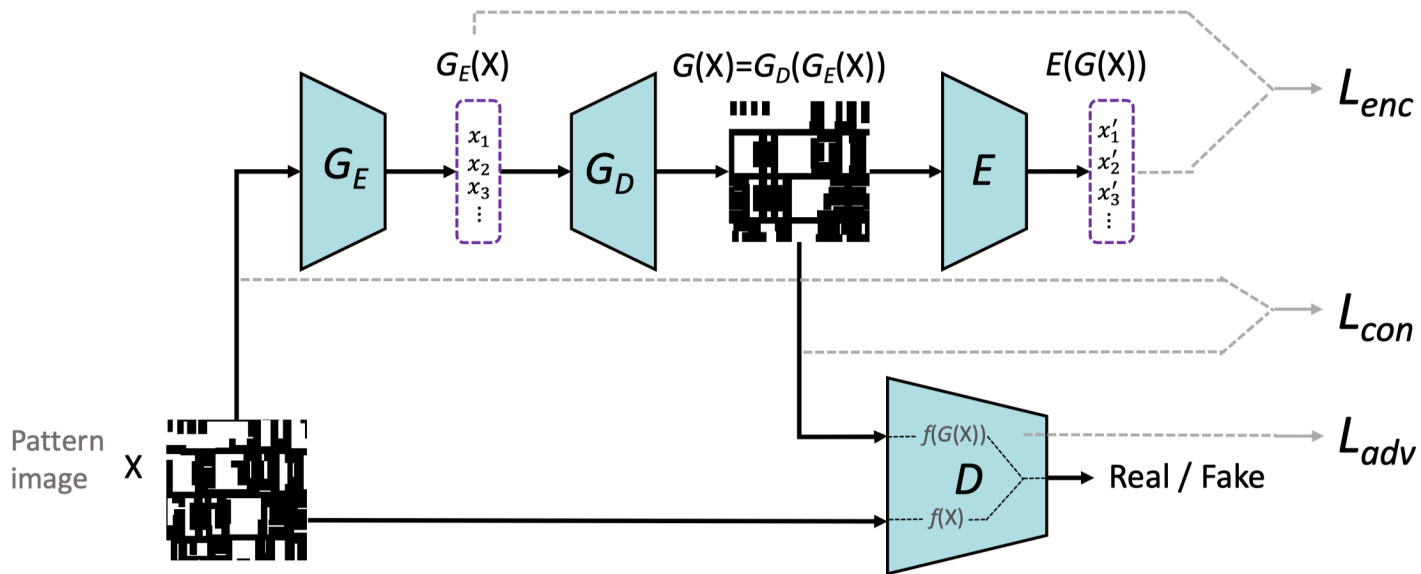 G_E(X)
G(X)=G_D(G_E(X))
E(G(X))
L_enc
G_E
x_1
x_2
x_3
⋮
G_D
E
x′_1
x′_2
x′_3
⋮
L_con
Pattern
image
X
f(G(X))
D
f(X)
L_adv
Real / Fake